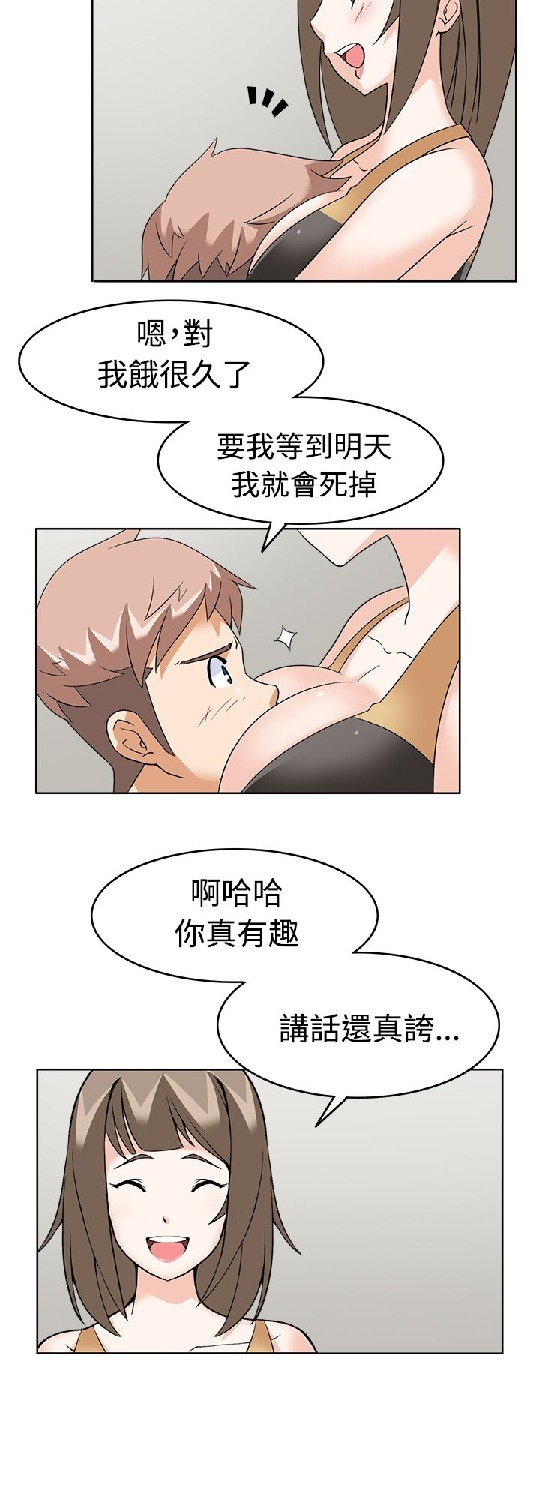 嗯,對
我餓很久了
要我等到明天
我就會死掉
啊哈哈
你真有趣
講話還真誇...